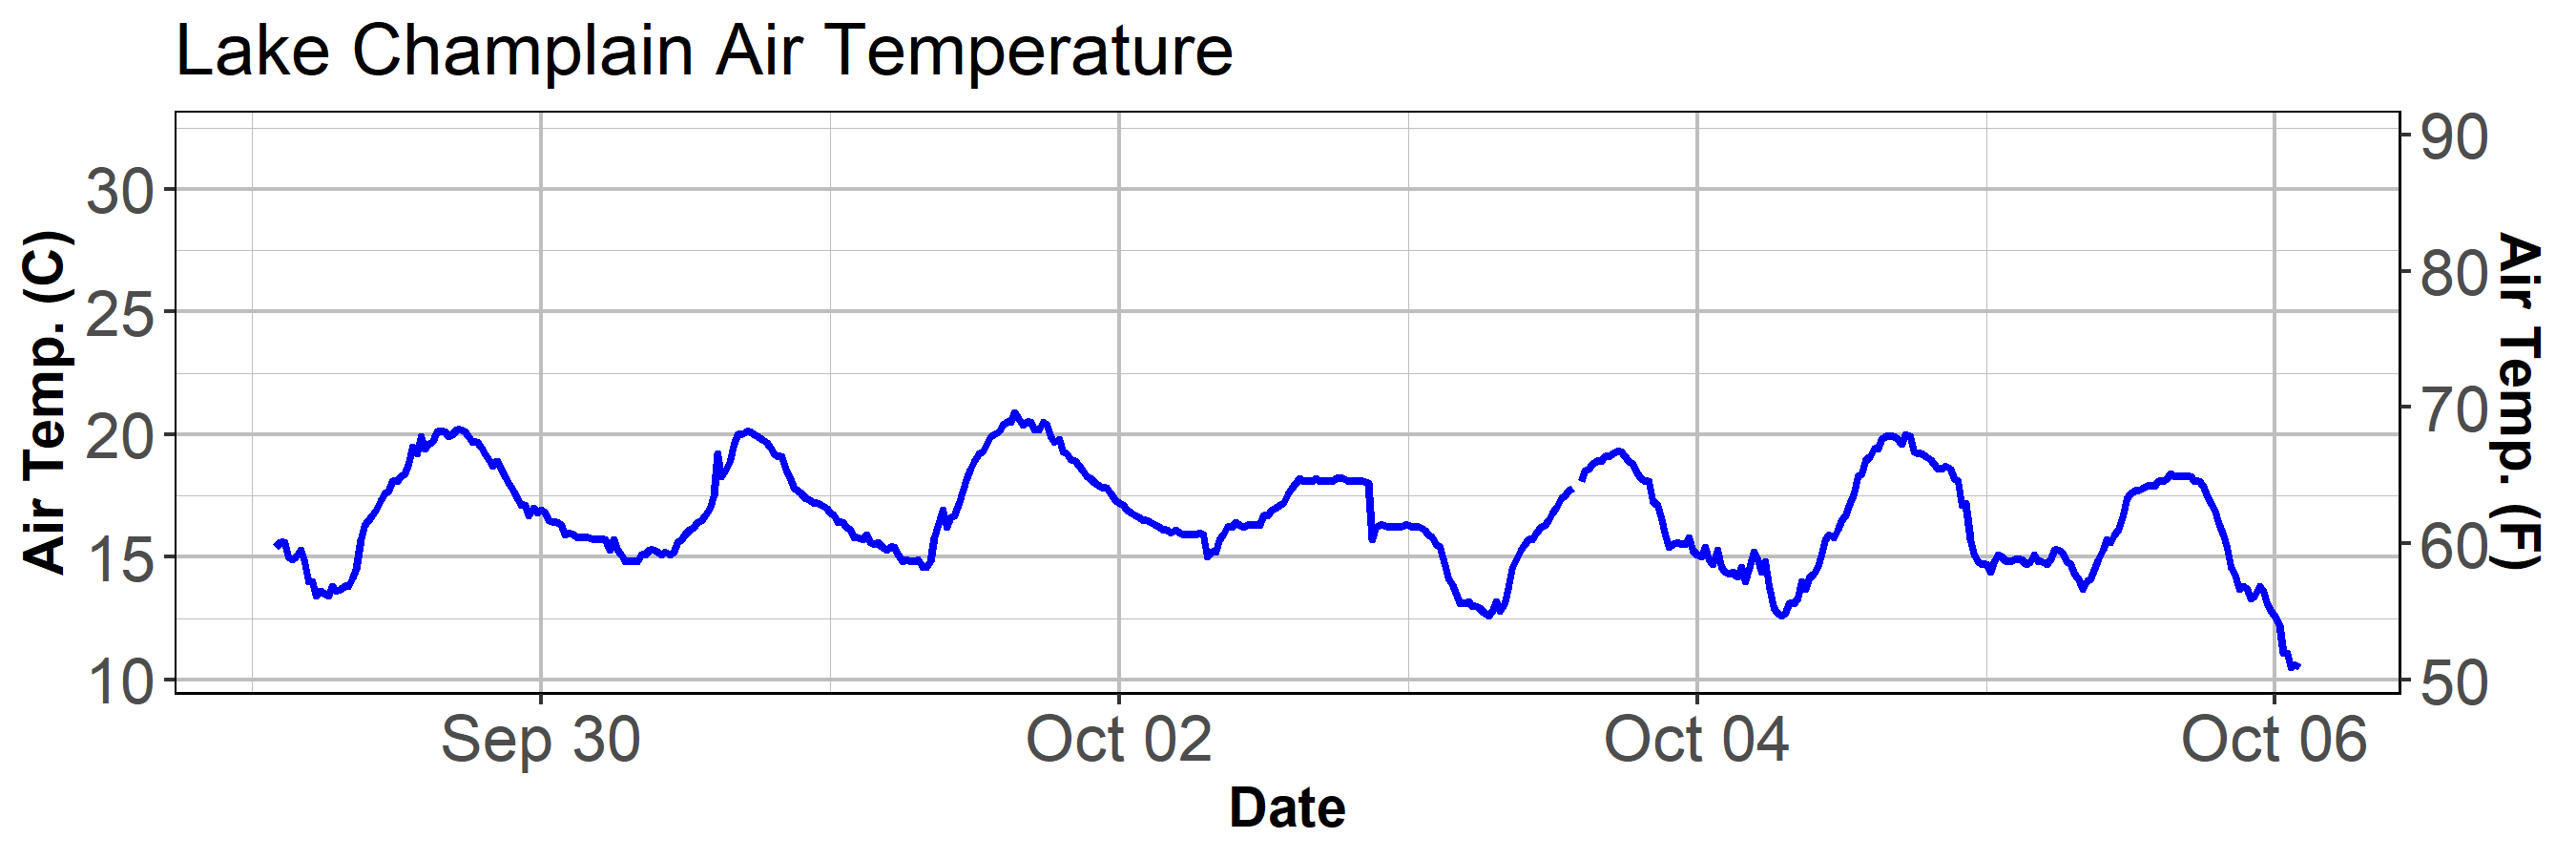 Lake Champlain Air Temperature
Air Temp. (C)
30
25
20
15
10
90
80
70
60
50
Air Temp. (F)
Sep 30
Oct 02
Oct 04
Oct 06
Date